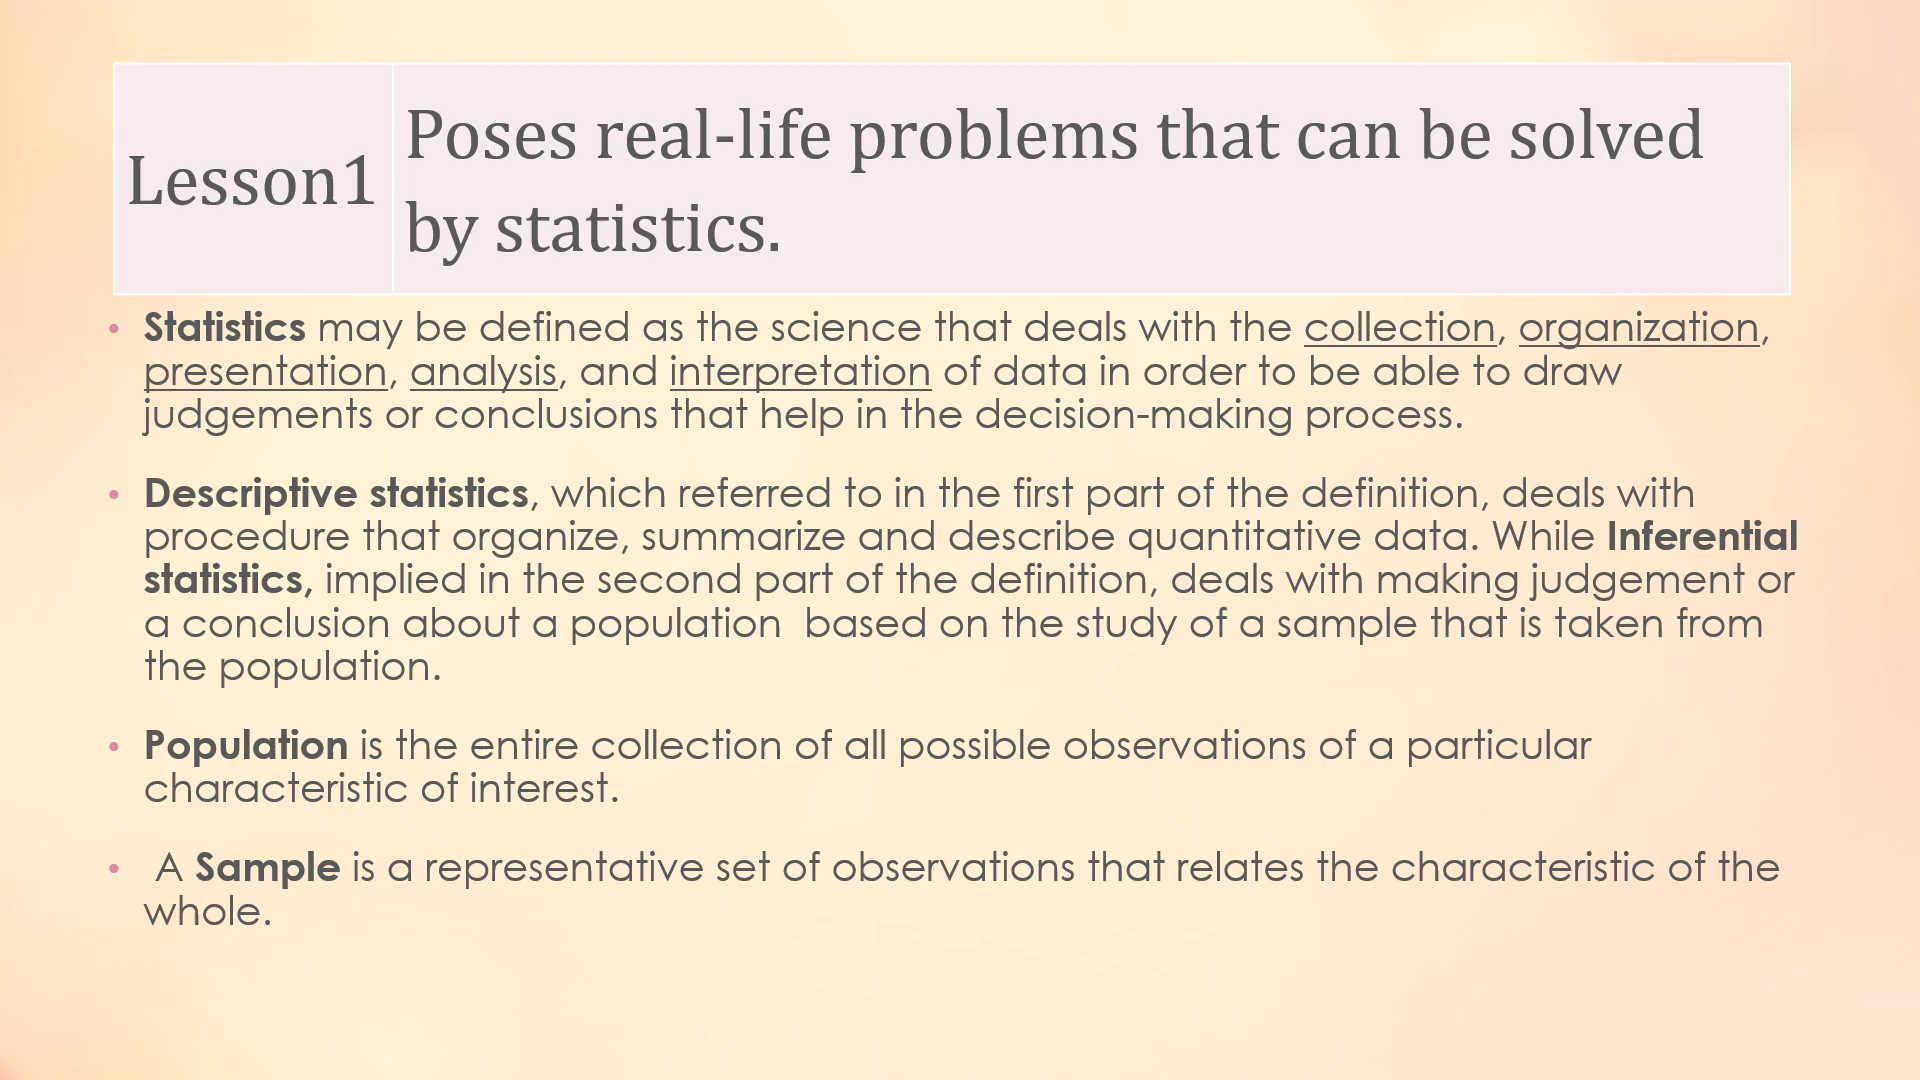 Lesson1
Poses real-life problems that can be solved
by statistics.
• Statistics may be defined as the science that deals with the collection, organization,
presentation, analysis, and interpretation of data in order to be able to draw
judgements or conclusions that help in the decision-making process.
• Descriptive statistics, which referred to in the first part of the definition, deals with
procedure that organize, summarize and describe quantitative data. While Inferential
statistics, implied in the second part of the definition, deals with making judgement or
a conclusion about a population  based on the study of a sample that is taken from
the population.
• Population is the entire collection of all possible observations of a particular
characteristic of interest.
• A Sample is a representative set of observations that relates the characteristic of the
whole.